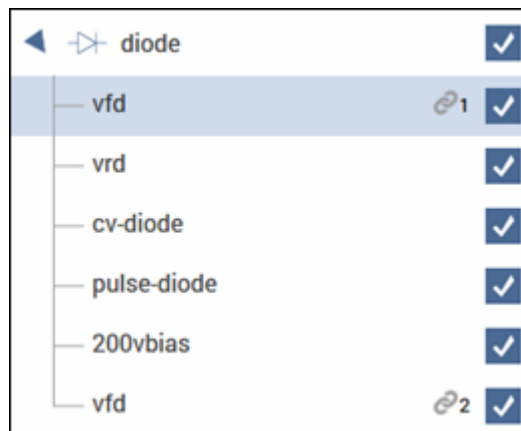 diode
vfd 1
vrd
cv-diode
pulse-diode
200vbias
vfd 2